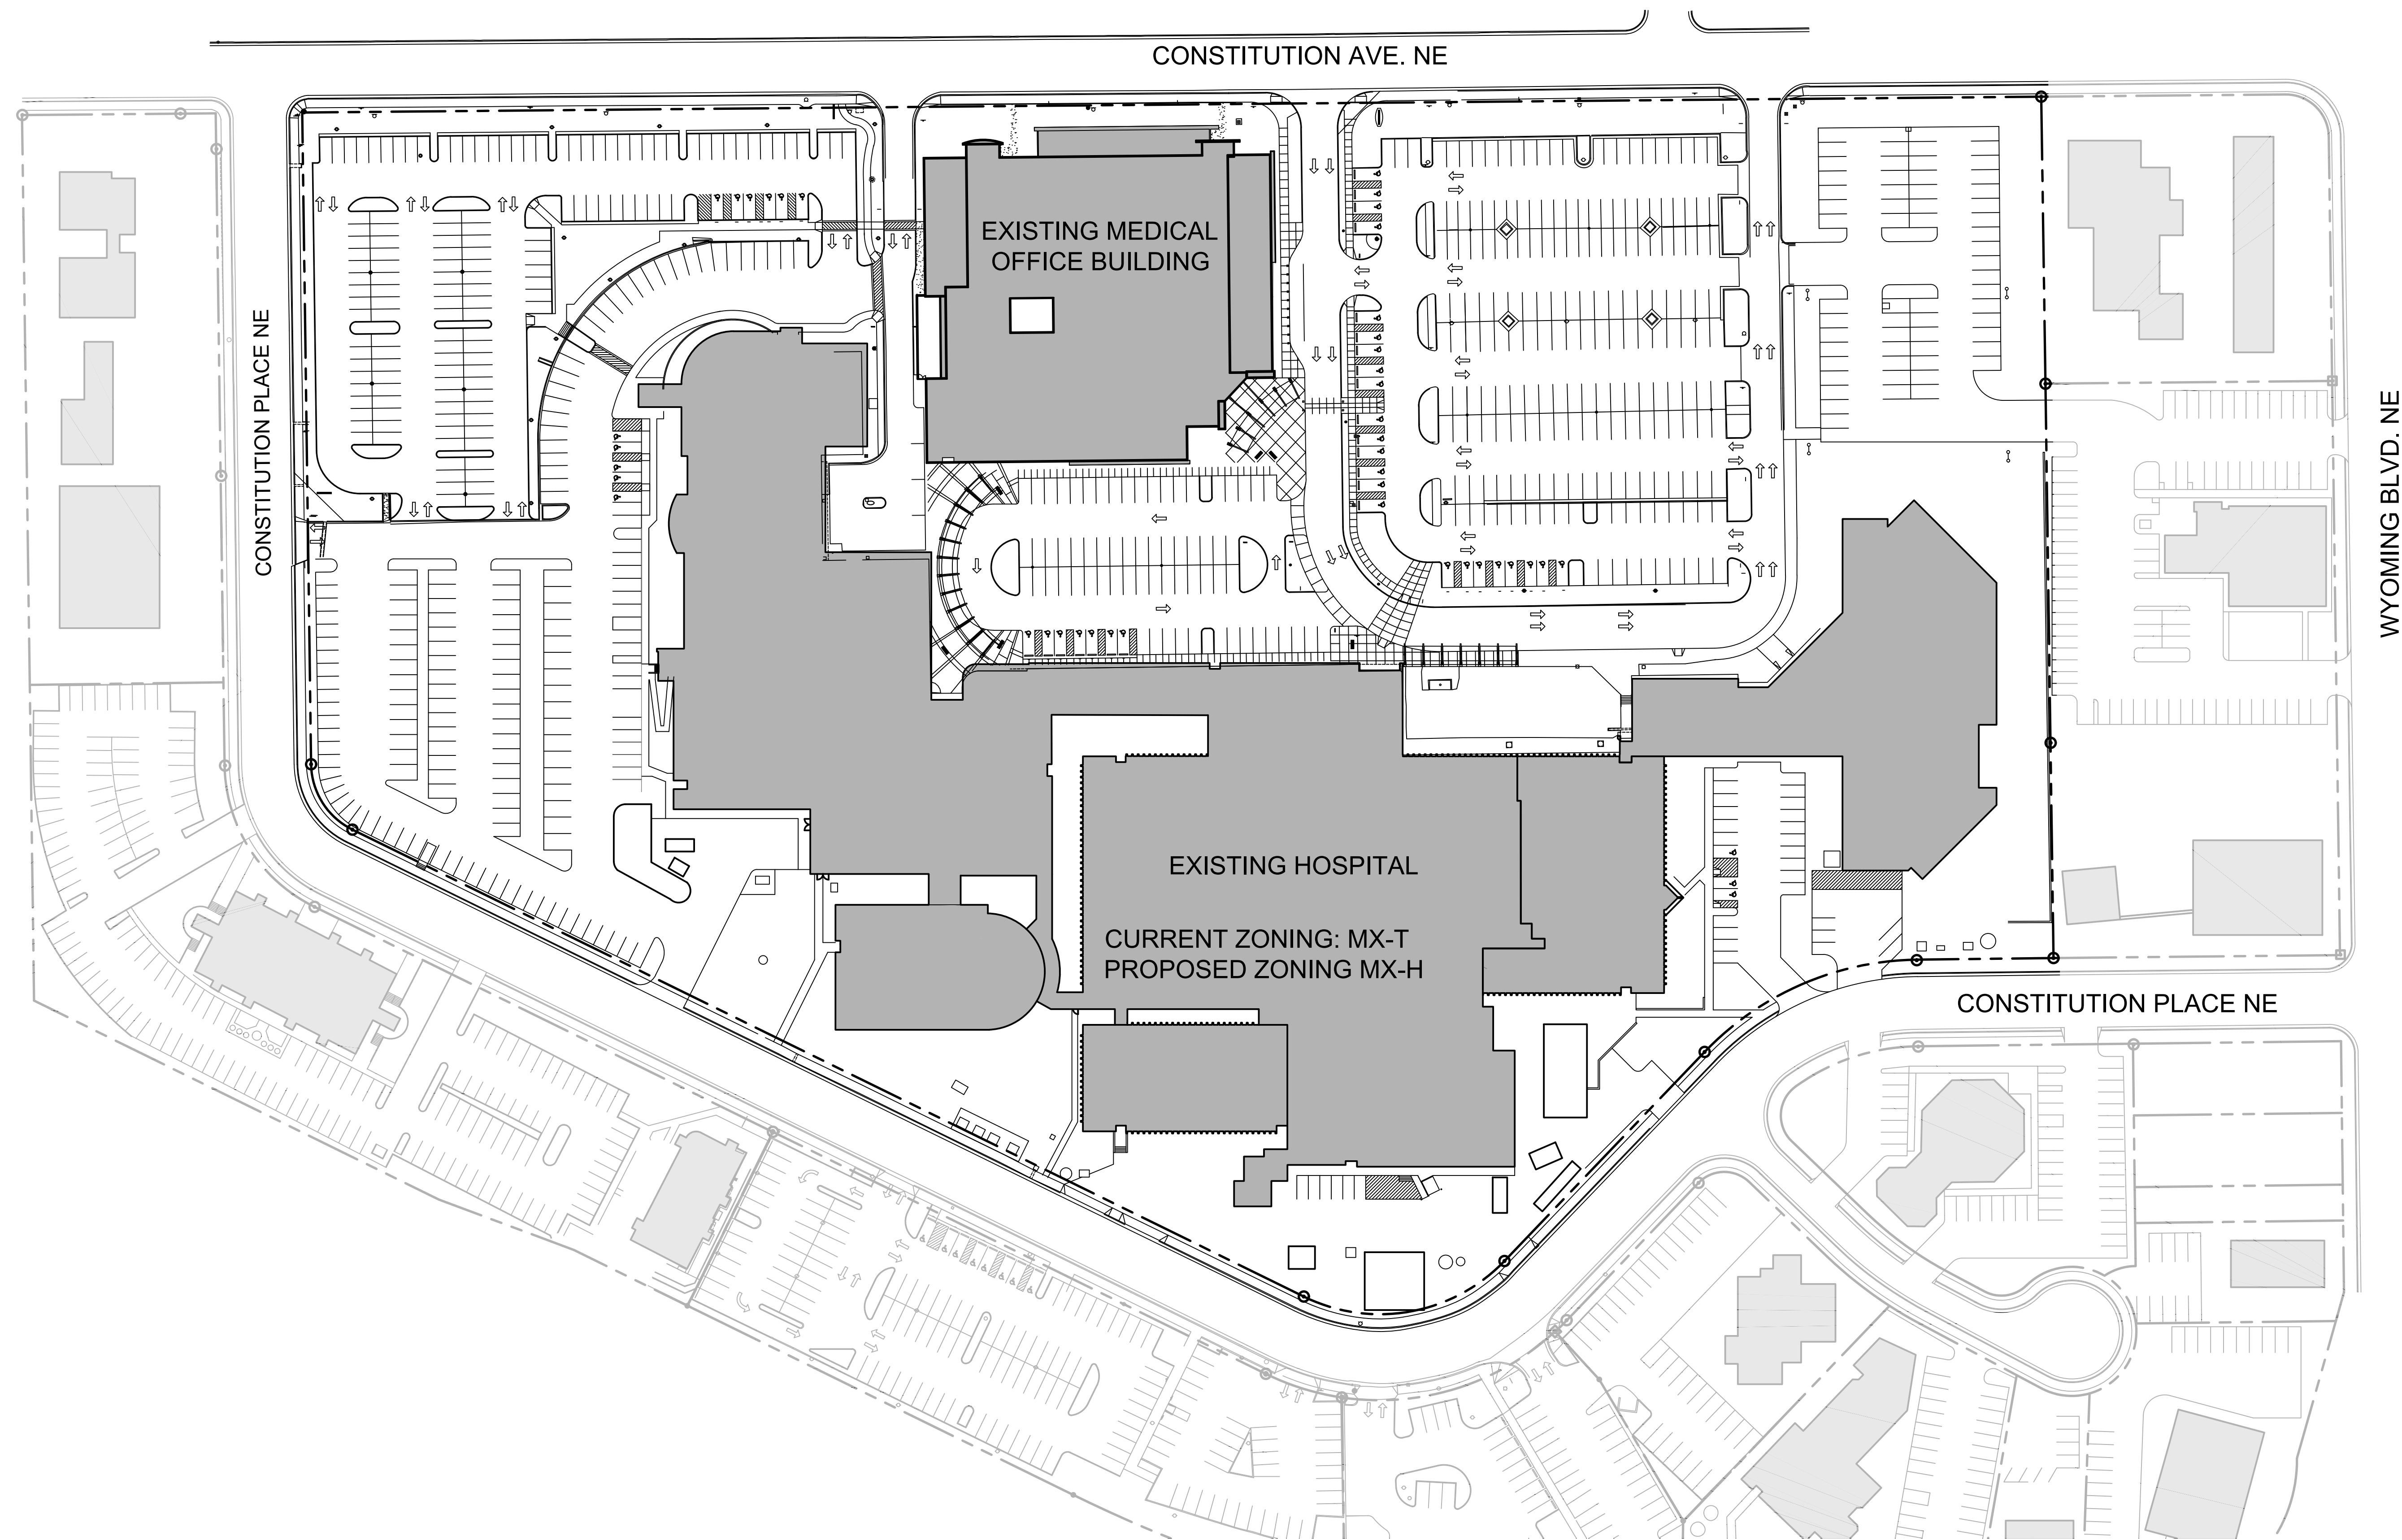 CONSTITUTION AVE. NE
EXISTING MEDICAL
OFFICE BUILDING
CONSTITUTION PLACE NE
WYOMING BLVD. NE
EXISTING HOSPITAL
CURRENT ZONING: MX-T
PROPOSED ZONING MX-H
CONSTITUTION PLACE NE